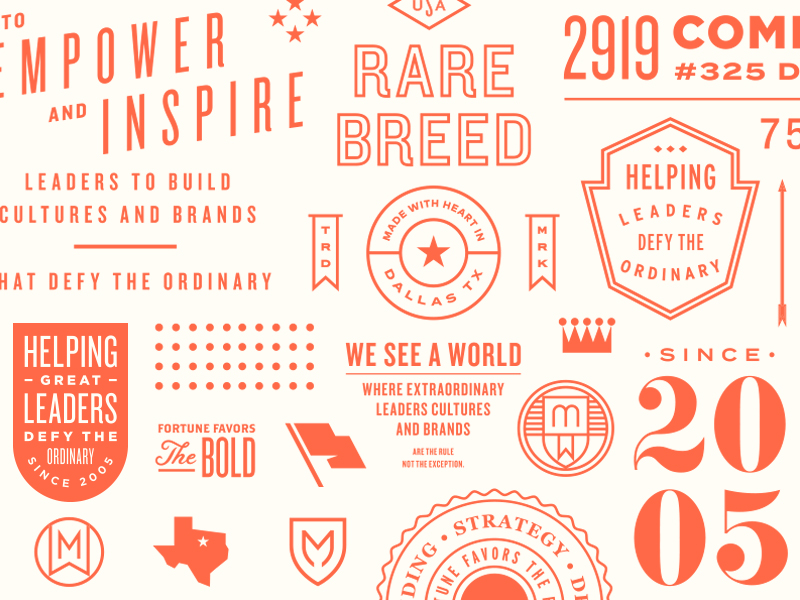 TO
EMPOWER
AND
INSPIRE
LEADERS TO BUILD
CULTURES AND BRANDS
HAT DEFY THE ORDINARY
USA
RARE
BREED
2919
COM
#325 D
75
TRD
MADE WITH HEART IN
DALLAS TX
MRK
HELPING
LEADERS
DEFY THE
ORDINARY
HELPING
GREAT
LEADERS
DEFY THE
ORDINARY
SINCE 2005
FORTUNE FAVORS
The BOLD
WE SEE A WORLD
WHERE EXTRAORDINARY
LEADERS CULTURES
AND BRANDS
ARE THE RULE
NOT THE EXCEPTION.
m
• SINCE •
20
05
M
M
DING • STRATEGY • DE
UNE FAVORS THE B